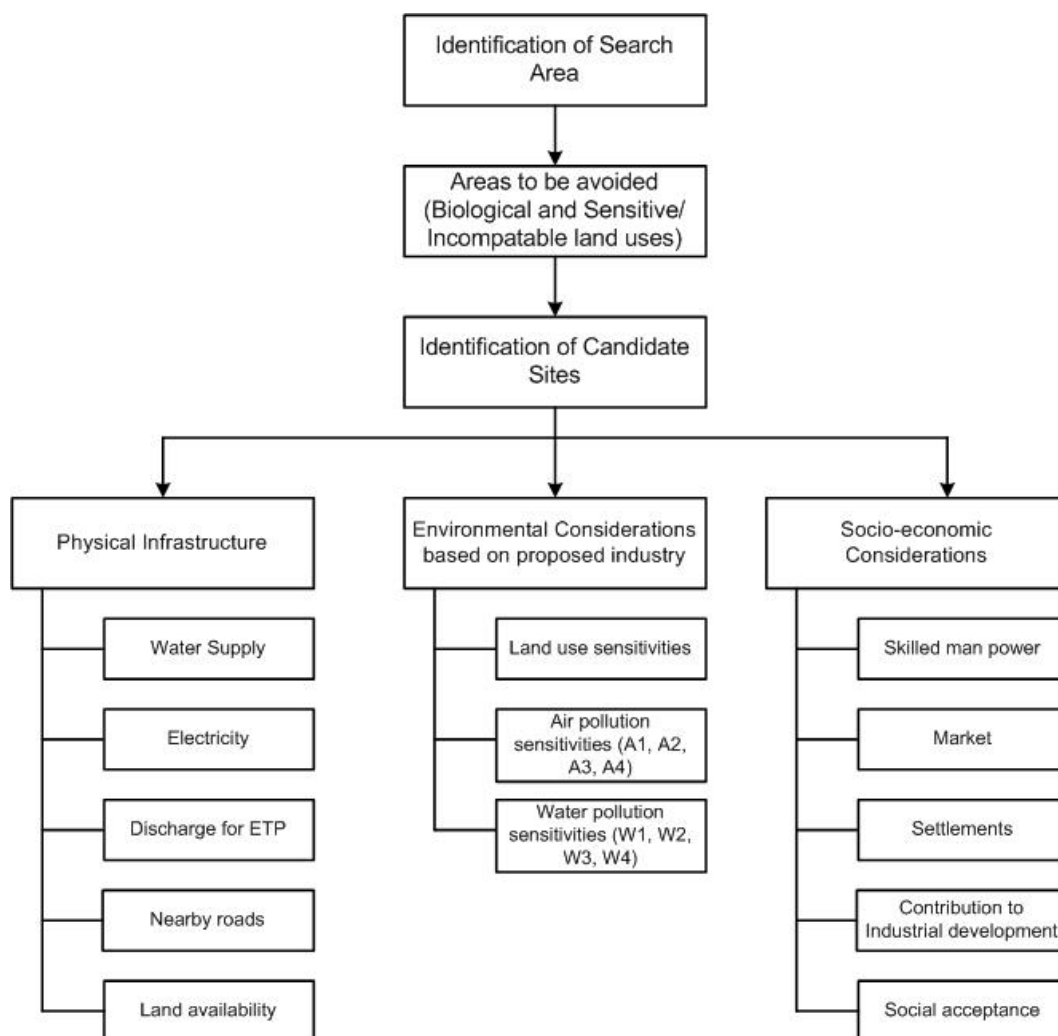 Identification of Search
Area
Areas to be avoided
(Biological and Sensitive/
Incompatable land uses)
Identification of Candidate
Sites
Physical Infrastructure
Water Supply
Electricity
Discharge for ETP
Nearby roads
Land availability
Environmental Considerations
based on proposed industry
Land use sensitivities
Air pollution
sensitivities (A1, A2,
A3, A4)
Water pollution
sensitivities (W1, W2,
W3, W4)
Socio-economic
Considerations
Skilled man power
Market
Settlements
Contribution to
Industrial development
Social acceptance